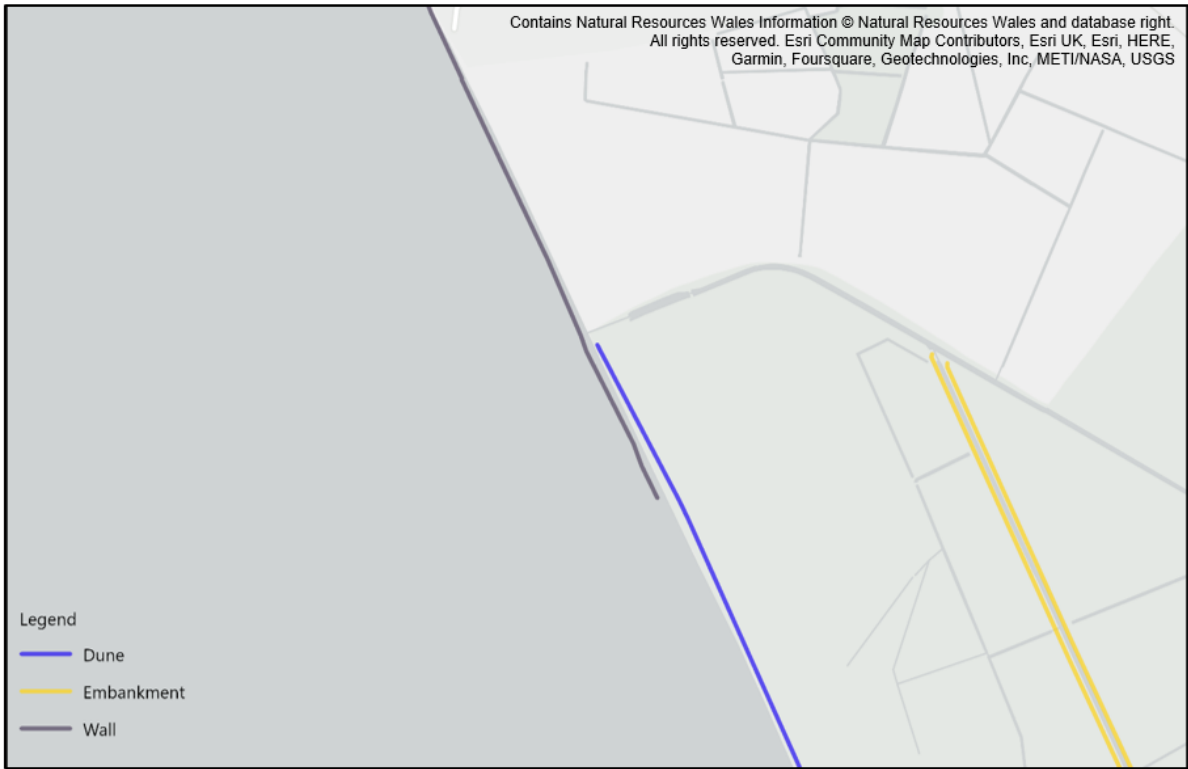 Contains Natural Resources Wales Information © Natural Resources Wales and database right.
All rights reserved. Esri Community Map Contributors, Esri UK, Esri, HERE,
Garmin, Foursquare, Geotechnologies, Inc, METI/NASA, USGS
Legend
Dune
Embankment
Wall